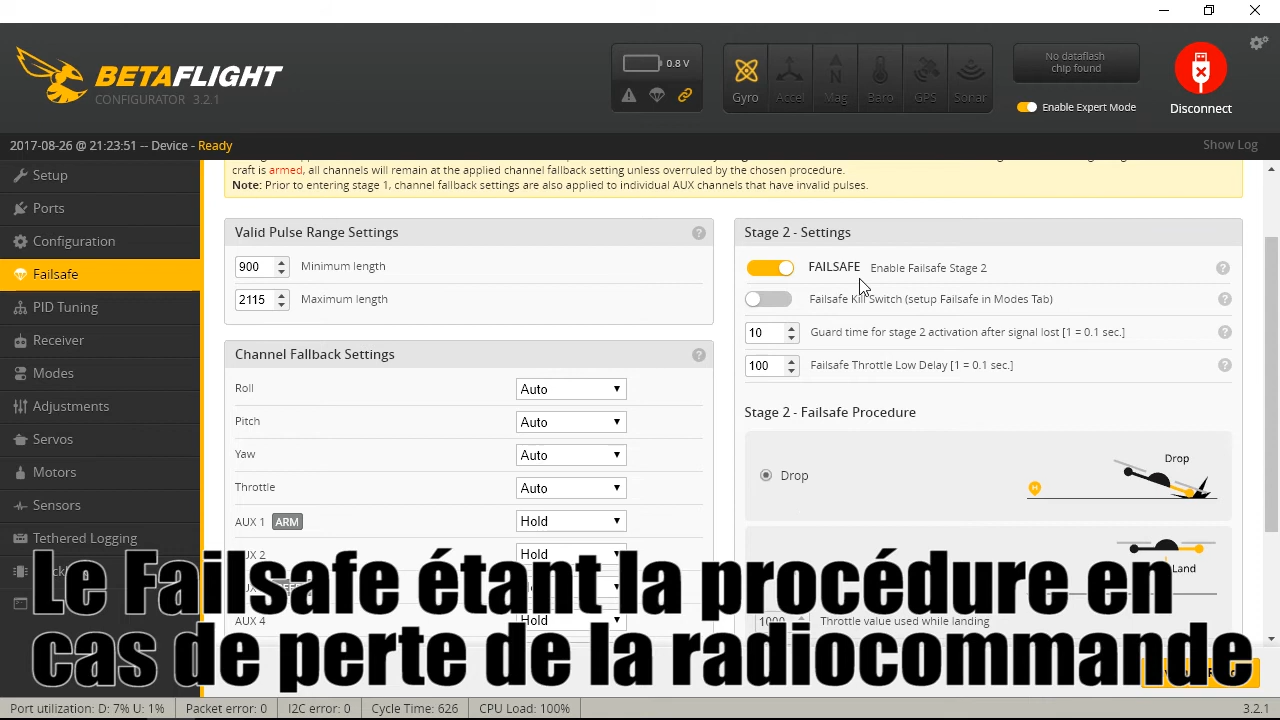 BETAFLIGHT
CONFIGURATOR 3.2.1
0.8 V
Gyro
Accel
Mag
Baro
GPS
Sonar
No dataflash
chip found
Enable Expert Mode
Disconnect
2017-08-26 @ 21:23:51 -- Device - Ready
Show Log
Setup
Ports
Configuration
Failsafe
PID Tuning
Receiver
Modes
Adjustments
Servos
Motors
Sensors
Tethered Logging
craft is armed, all channels will remain at the applied channel fallback setting unless overruled by the chosen procedure.
Note: Prior to entering stage 1, channel fallback settings are also applied to individual AUX channels that have invalid pulses.
Valid Pulse Range Settings
900 Minimum length
2115 Maximum length
Channel Fallback Settings
Roll Auto
Pitch Auto
Yaw Auto
Throttle Auto
AUX 1 ARM Hold
AUX 2 Hold
AUX 4 Hold
Stage 2 - Settings
FAILSAFE Enable Failsafe Stage 2
Failsafe Kill Switch (setup Failsafe in Modes Tab)
10 Guard time for stage 2 activation after signal lost [1 = 0.1 sec.]
100 Failsafe Throttle Low Delay [1 = 0.1 sec.]
Stage 2 - Failsafe Procedure
Drop
Drop
H
Land
1000 Throttle value used while landing
Le Failsafe étant la procédure en
cas de perte de la radiocommande
Port utilization: D: 7% U: 1%
Packet error: 0
I2C error: 0
Cycle Time: 626
CPU Load: 100%
3.2.1